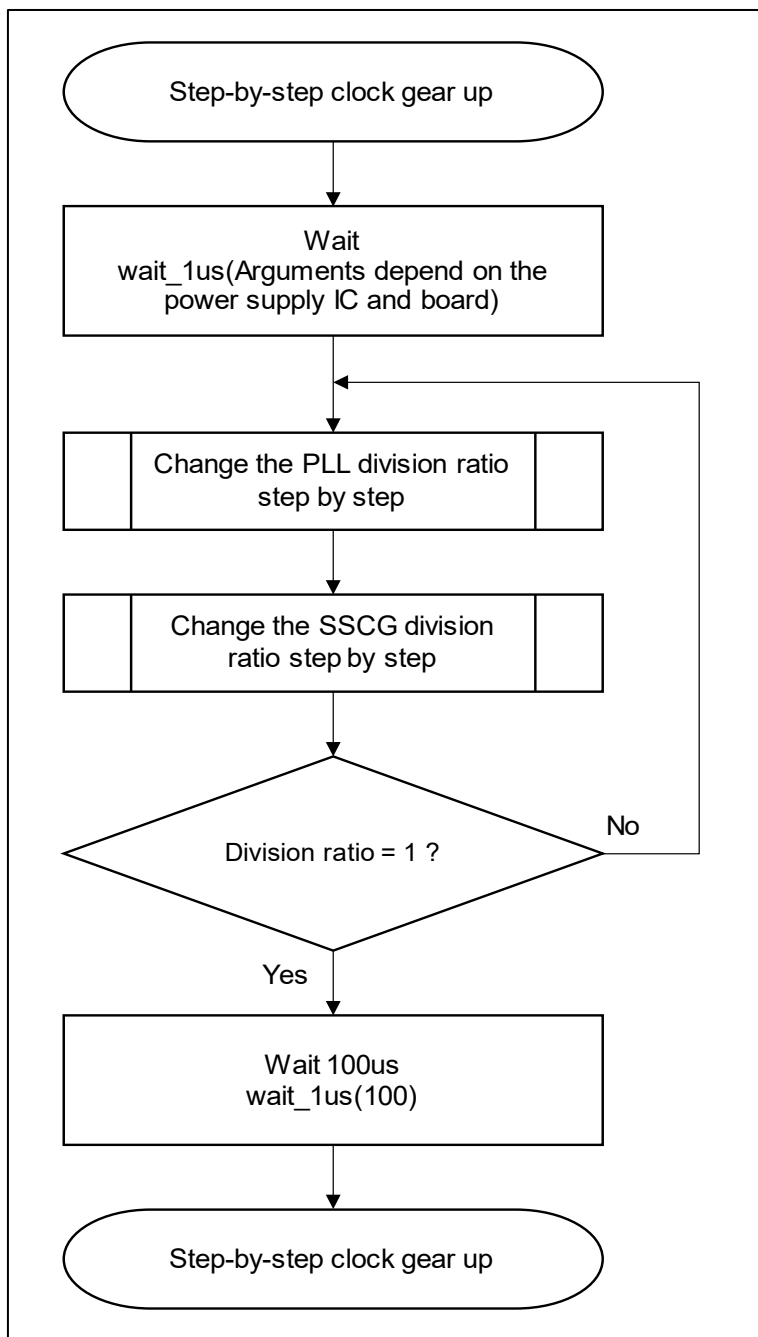 Step-by-step clock gear up
Wait
wait_1us(Arguments depend on the
power supply IC and board)
Change the PLL division ratio
step by step
Change the SSCG division
ratio step by step
Division ratio = 1 ?
No
Yes
Wait 100us
wait_1us(100)
Step-by-step clock gear up